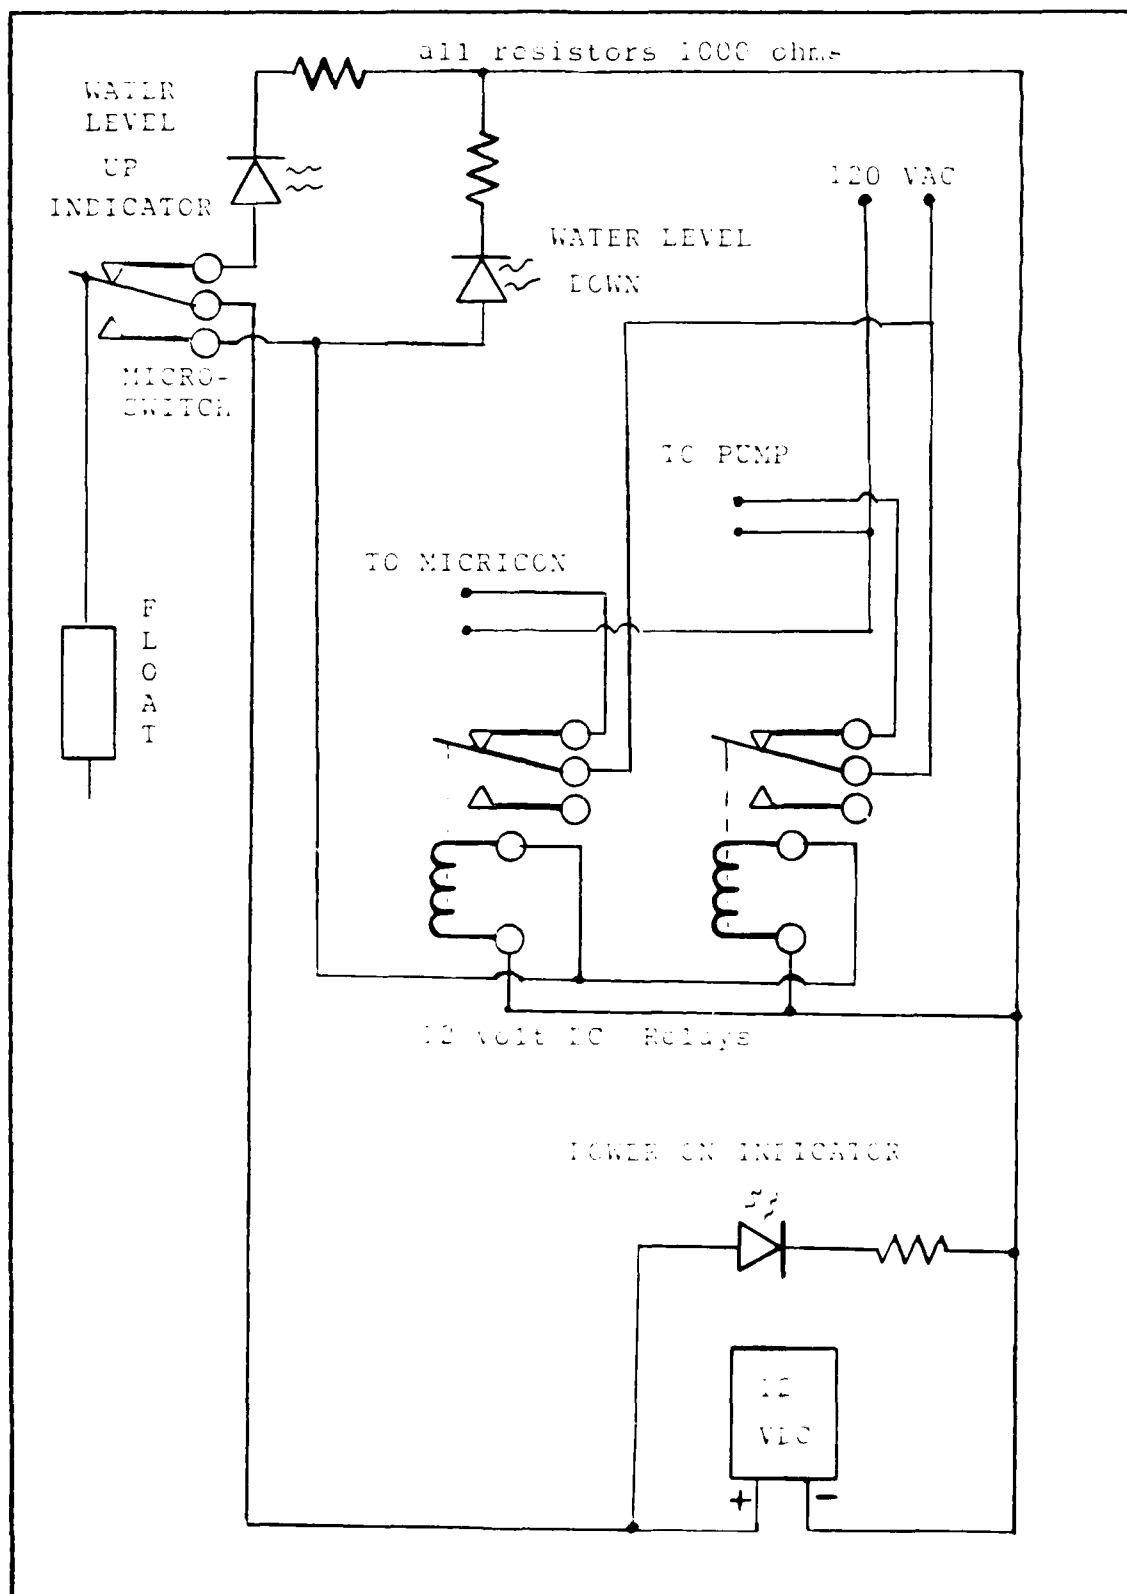 all resistors 1000 ohms
WATER
LEVEL
UP
INDICATOR
120 VAC
WATER LEVEL
DOWN
MICRO-
SWITCH
TO PUMP
TO MICRICON
FLOAT
12 volt DC Relays
POWER ON INDICATOR
12
VDC
+ -